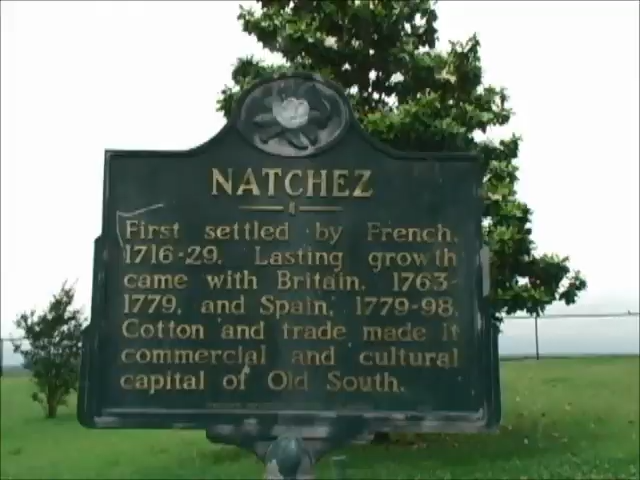 NATCHEZ
First settled by French,
1716-29. Lasting growth
came with Britain, 1763-
1779, and Spain, 1779-98.
Cotton and trade made it
commercial and cultural
capital of Old South.